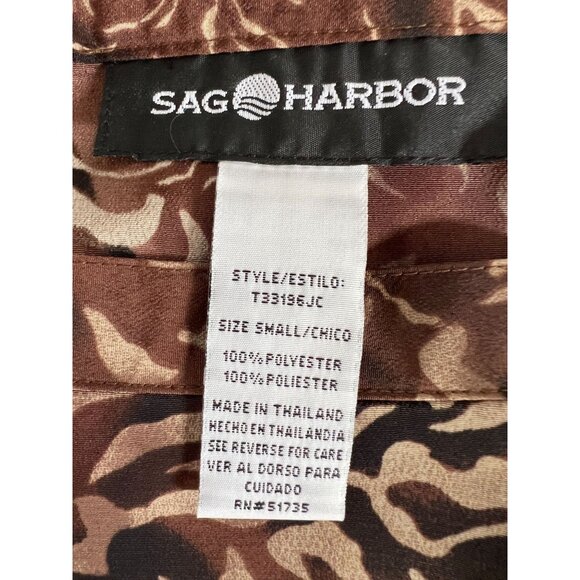 SAG HARBOR
STYLE/ESTILO:
T33196JC
SIZE SMALL/CHICO
100%POLYESTER
100%POLIESTER
MADE IN THAILAND
HECHO EN THAILANDIA
SEE REVERSE FOR CARE
VER AL DORSO PARA
CUIDADO
RN#51735